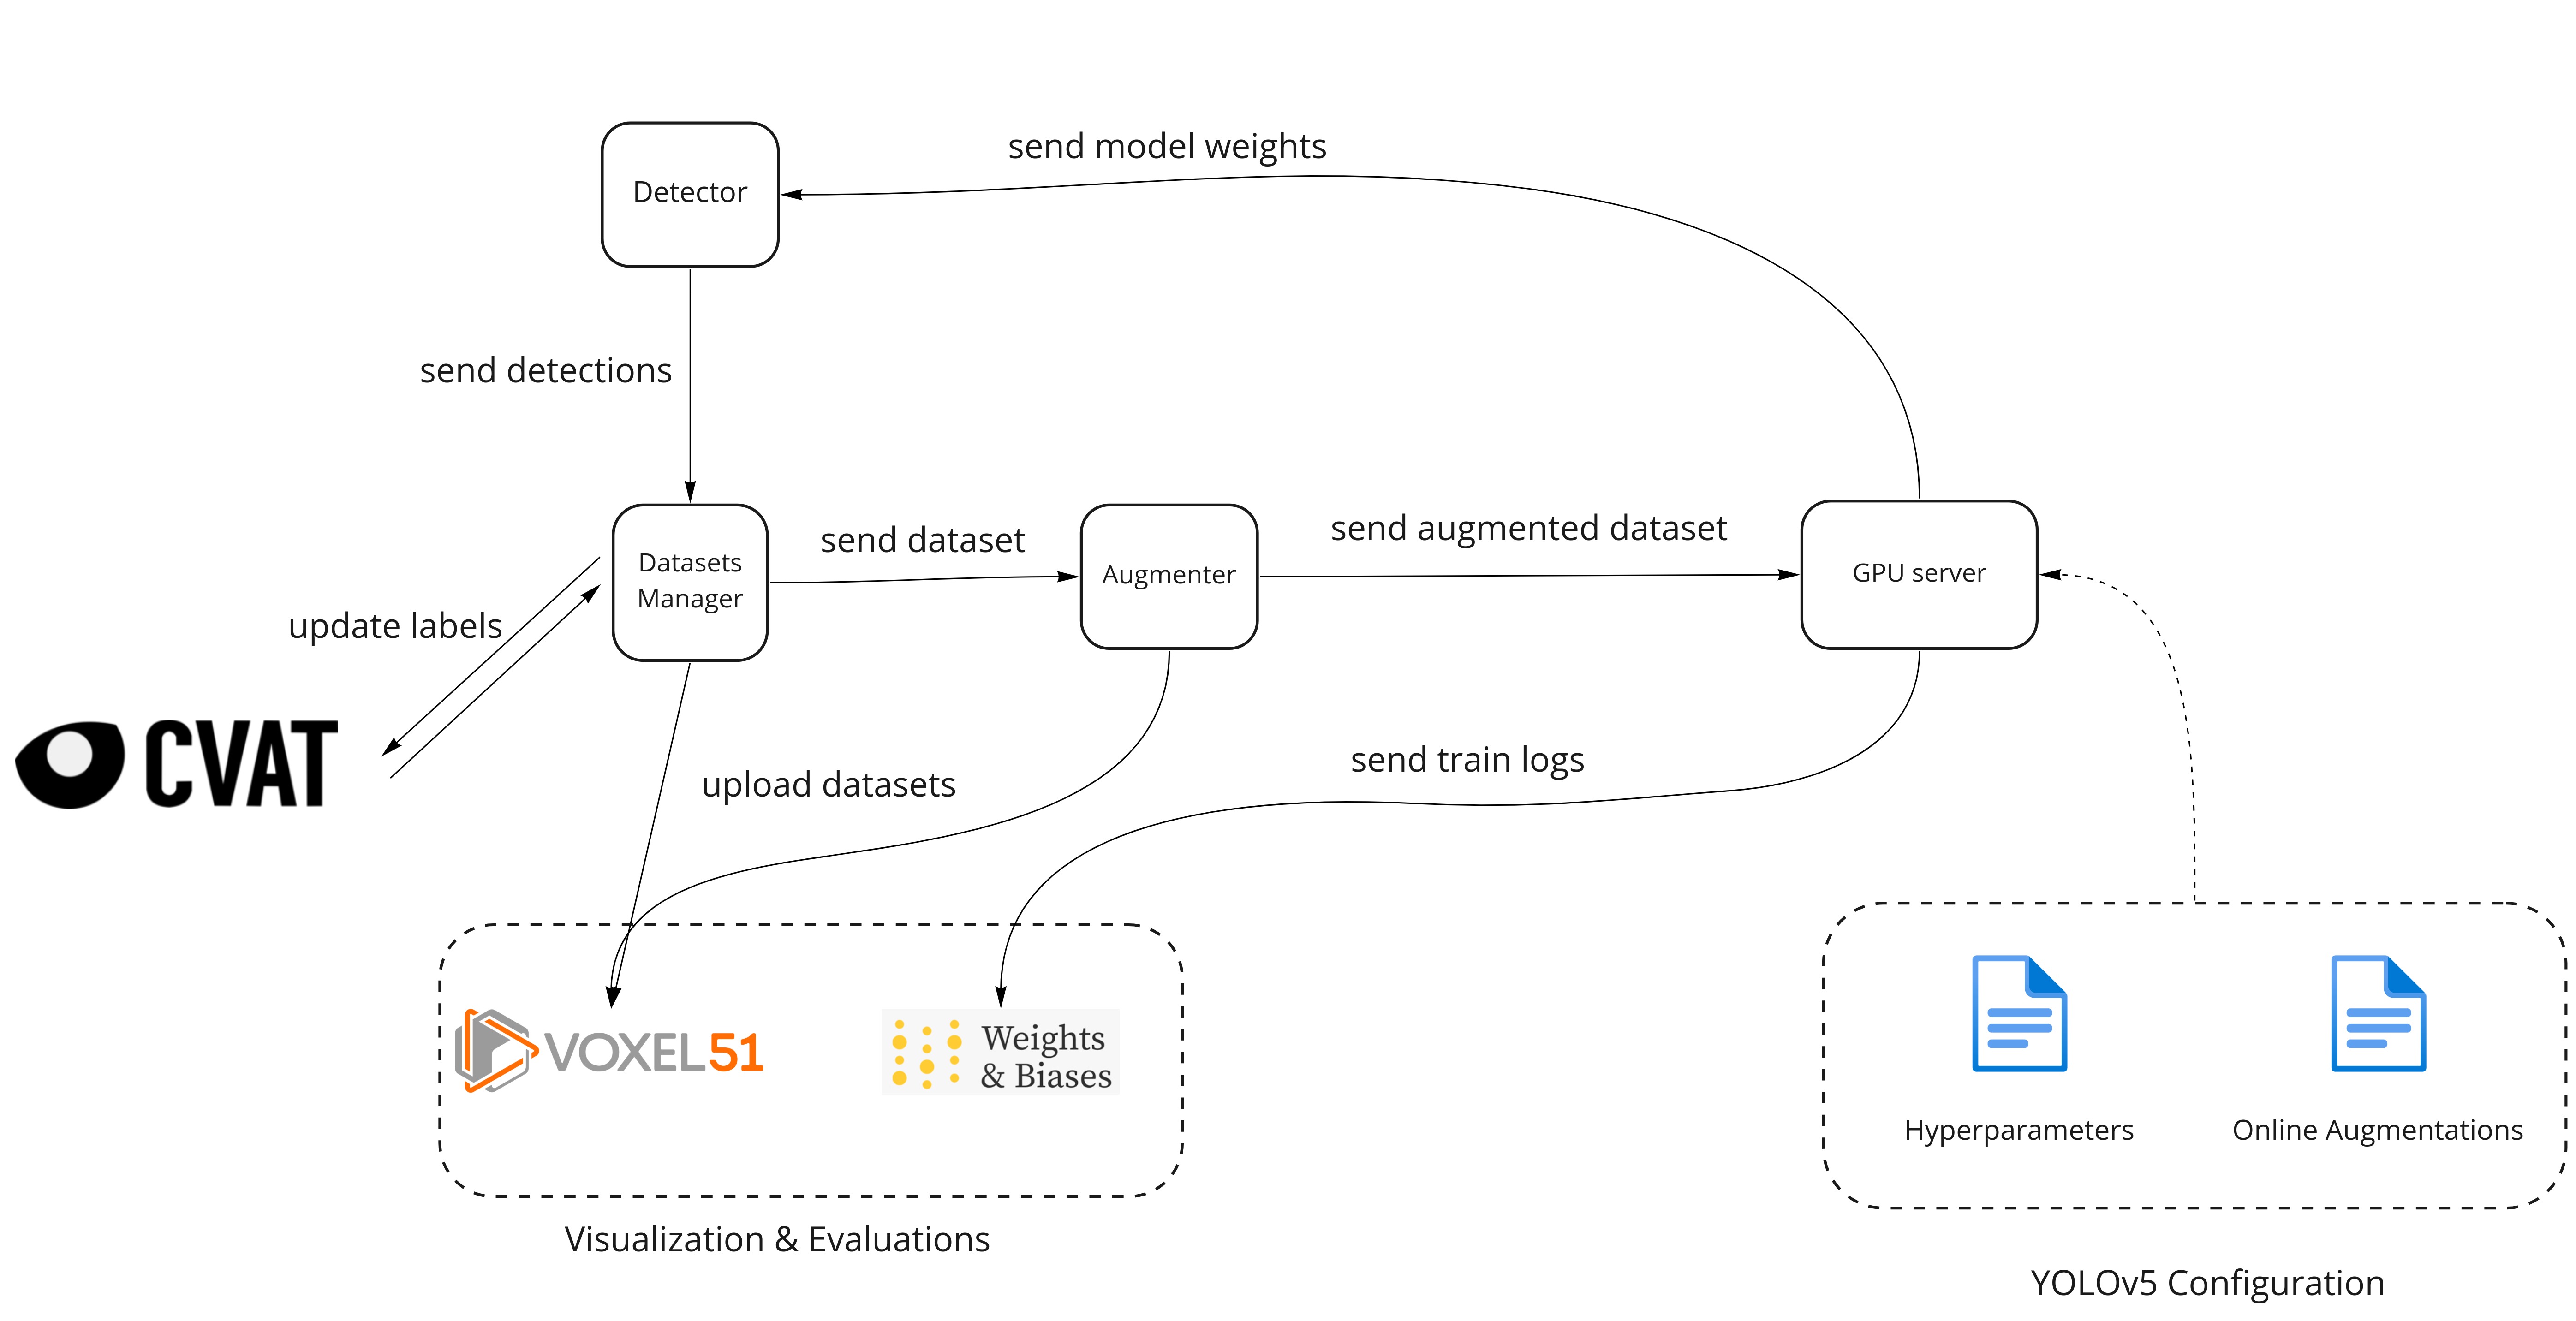 send model weights
Detector
send detections
send dataset
send augmented dataset
Datasets
Manager
Augmenter
GPU server
update labels
CVAT
upload datasets
send train logs
VOXEL51
Weights
& Biases
Hyperparameters
Online Augmentations
Visualization & Evaluations
YOLOv5 Configuration